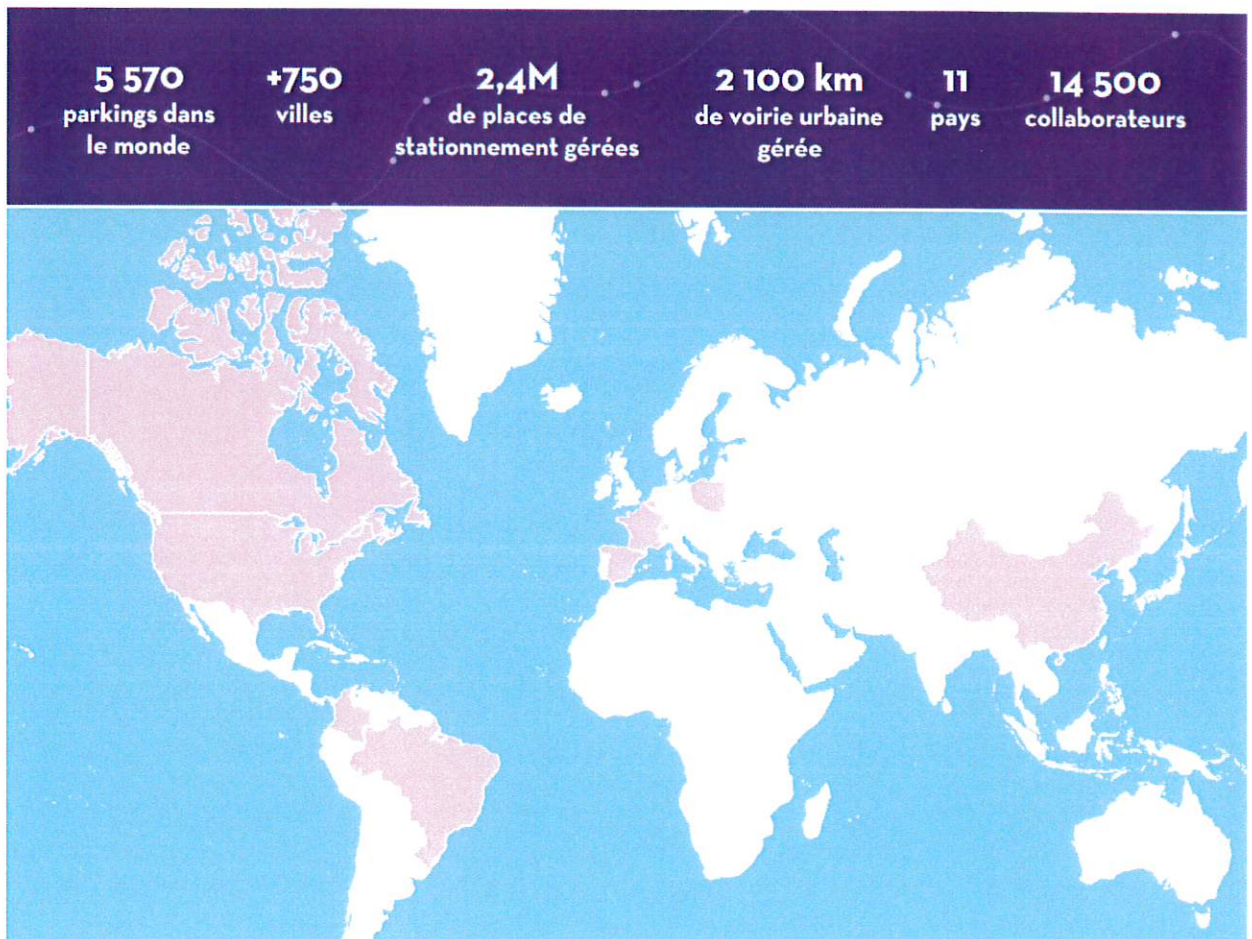 5 570
parkings dans
le monde
+750
villes
2,4M
de places de
stationnement gérées
2 100 km
de voirie urbaine
gérée
11
pays
14 500
collaborateurs